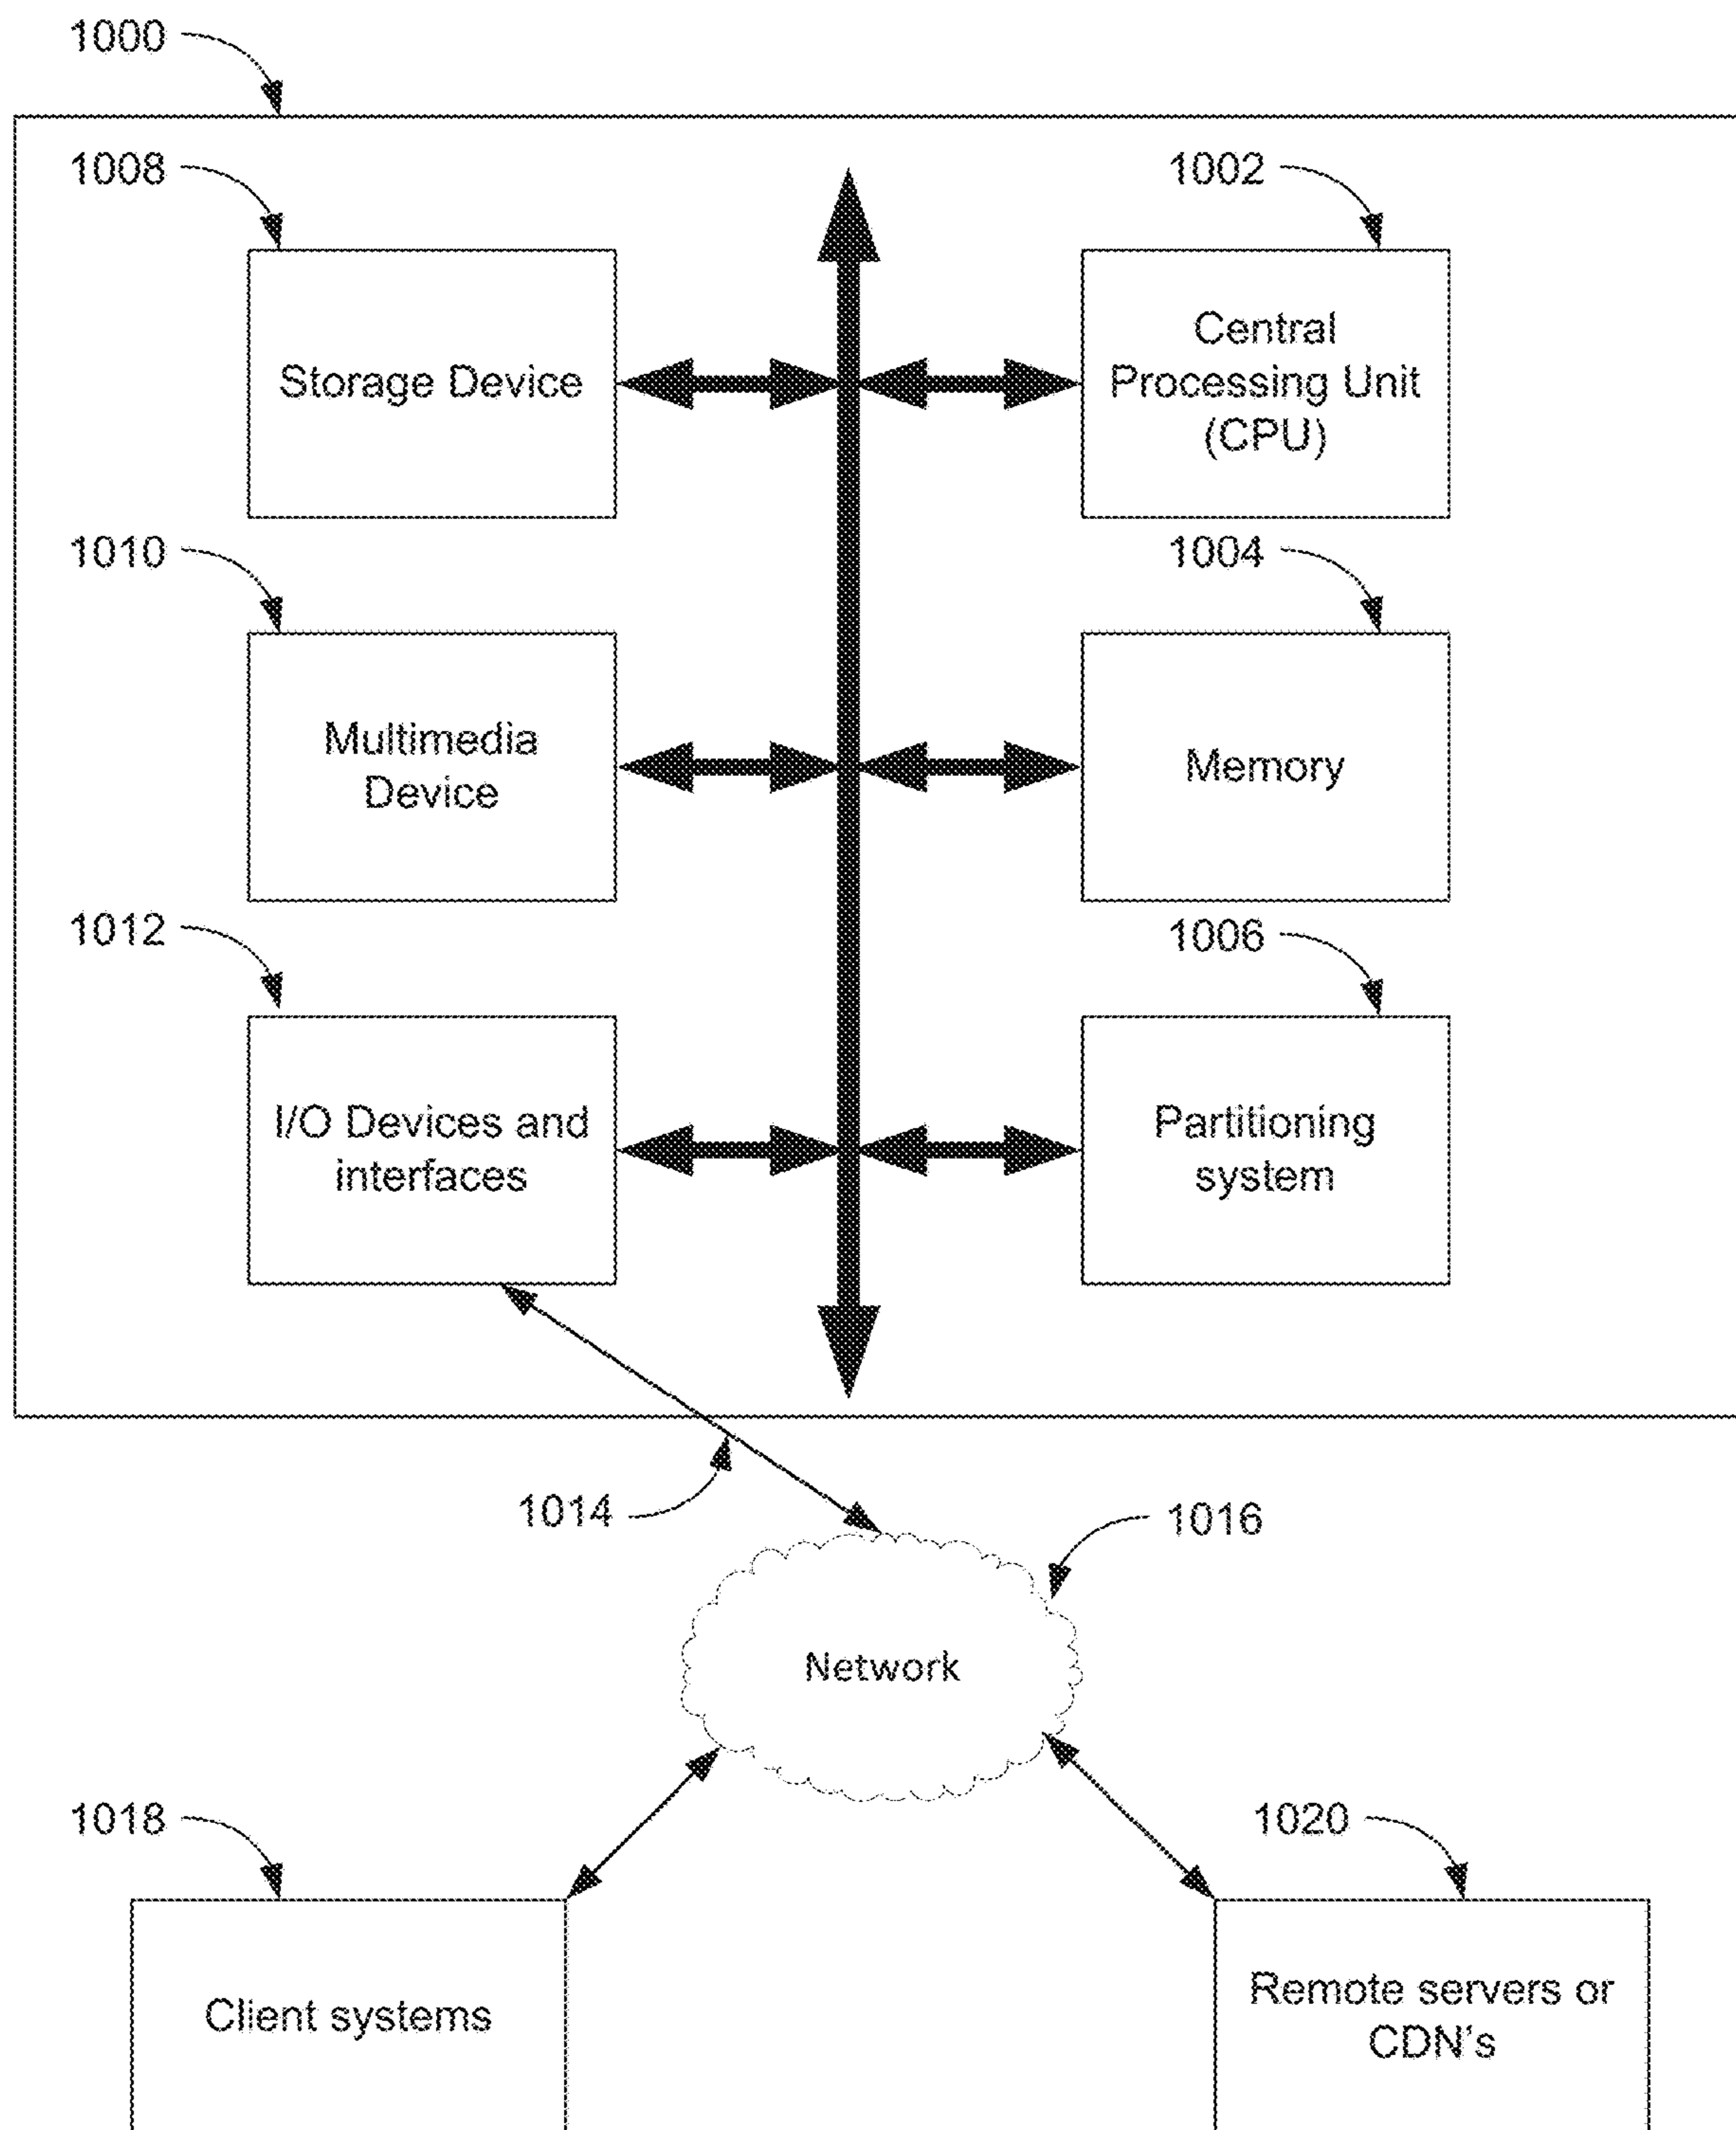 1000
1008
1002
Storage Device
Central
Processing Unit
(CPU)
1010
1004
Multimedia
Device
Memory
1012
1006
I/O Devices and
interfaces
Partitioning
system
1014
1016
Network
1018
1020
Client systems
Remote servers or
CDN's